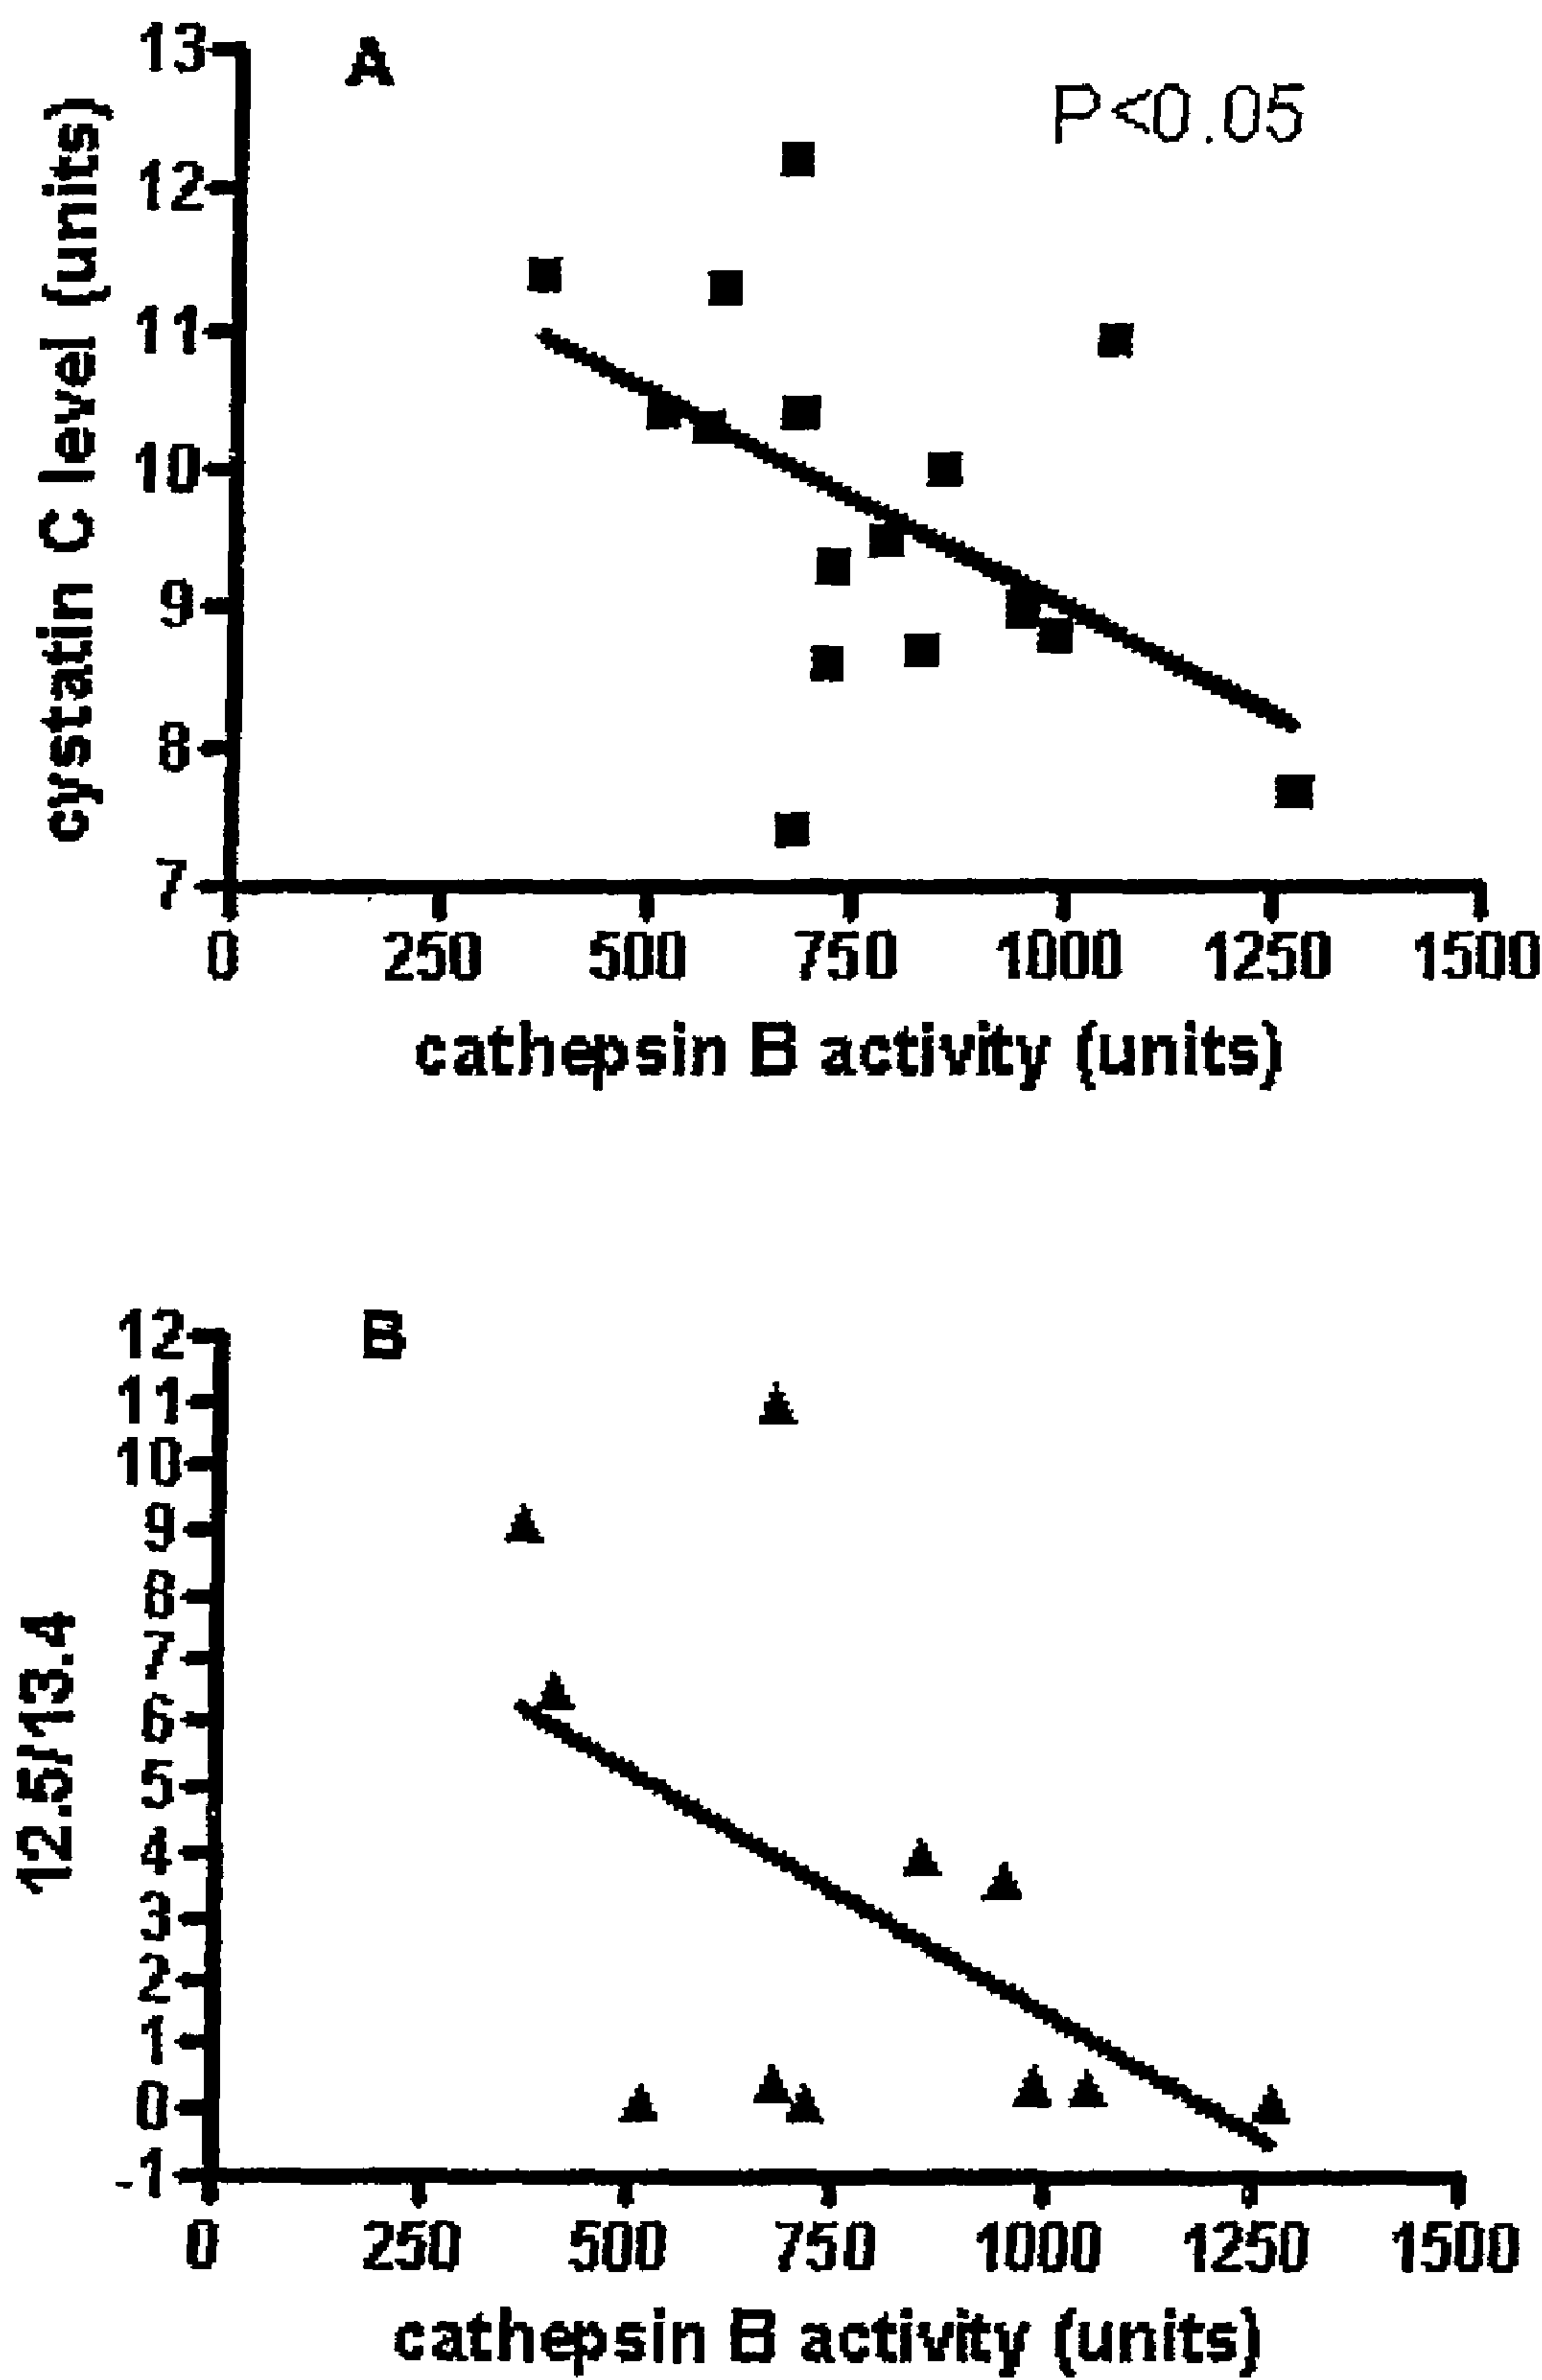 A
P<0.05
cystatin C level (units)
13
12
11
10
9
8
7
0 250 500 750 1000 1250 1500
cathepsin B activity (units)
B
12.5/13.4
12
11
10
9
8
7
6
5
4
3
2
1
0
-1
0 250 500 750 1000 1250 1500
cathepsin B activity (units)